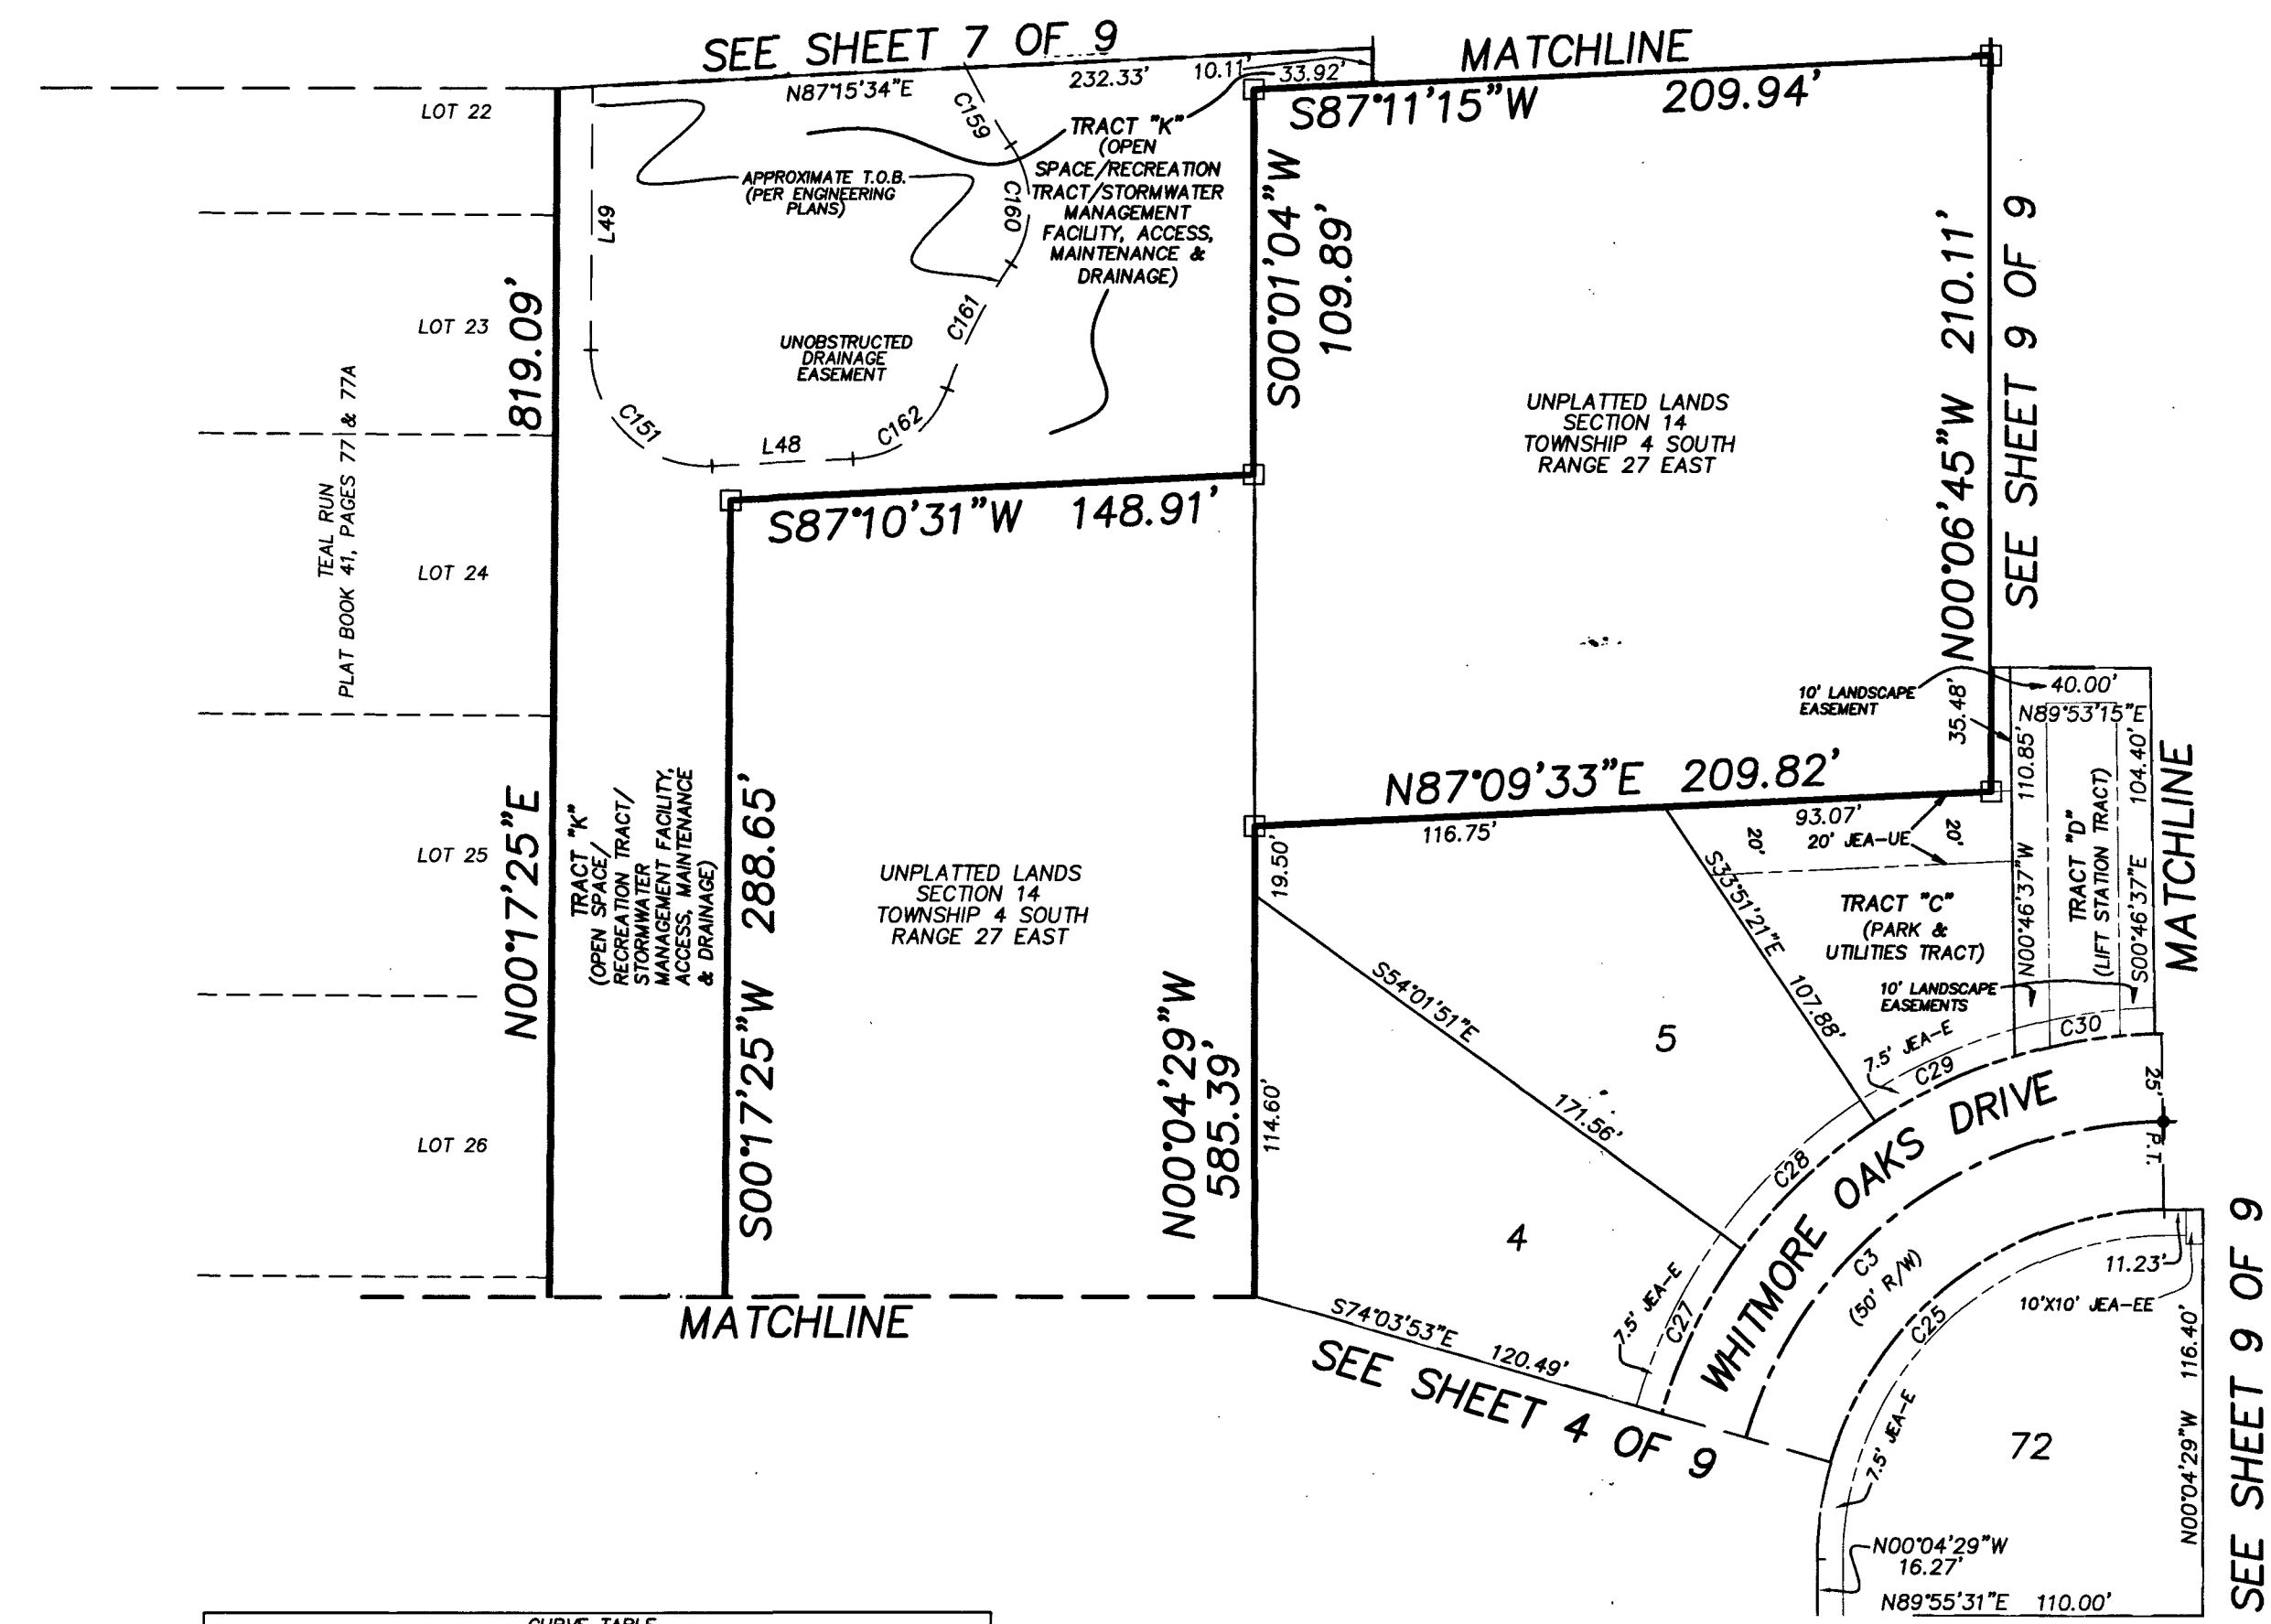 SEE SHEET 7 OF 9
MATCHLINE
N87°15'34"E
232.33'
10.11'
33.92'
S87°11'15"W 209.94'
LOT 22
LOT 23
LOT 24
LOT 25
LOT 26
TEAL RUN
PLAT BOOK 41, PAGES 77 & 77A
N00°17'25"E 819.09'
L49
APPROXIMATE T.O.B.
(PER ENGINEERING
PLANS)
C159
C160
C161
C162
L48
C151
UNOBSTRUCTED
DRAINAGE
EASEMENT
TRACT "K"
(OPEN
SPACE/RECREATION
TRACT/STORMWATER
MANAGEMENT
FACILITY, ACCESS,
MAINTENANCE &
DRAINAGE)
S00°01'04"W
109.89'
S87°10'31"W 148.91'
UNPLATTED LANDS
SECTION 14
TOWNSHIP 4 SOUTH
RANGE 27 EAST
N00°06'45"W 210.11'
SEE SHEET 9 OF 9
10' LANDSCAPE
EASEMENT
35.48'
40.00'
N89°53'15"E
N00°46'37"W 110.85'
TRACT "D"
(LIFT STATION TRACT)
S00°46'37"E 104.40'
MATCHLINE
N87°09'33"E 209.82'
116.75'
93.07'
20' JEA-UE
20'
20'
TRACT "C"
(PARK &
UTILITIES TRACT)
10' LANDSCAPE
EASEMENTS
S33°51'21"E 107.88'
19.50'
S54°01'51"E 171.56'
5
4
114.60'
TRACT "K"
(OPEN SPACE/
RECREATION TRACT/
STORMWATER
MANAGEMENT FACILITY,
ACCESS, MAINTENANCE
& DRAINAGE)
S00°17'25"W 288.65'
UNPLATTED LANDS
SECTION 14
TOWNSHIP 4 SOUTH
RANGE 27 EAST
N00°04'29"W
585.39'
MATCHLINE
S74°03'53"E 120.49'
SEE SHEET 4 OF 9
7.5' JEA-E
C27
C28
7.5' JEA-E
C29
C30
WHITMORE OAKS DRIVE
C3
(50' R/W)
C25
25'
P.T.
11.23'
10'X10' JEA-EE
7.5' JEA-E
72
N00°04'29"W 116.40'
SEE SHEET 9 OF 9
N00°04'29"W
16.27'
N89°55'31"E 110.00'
CURVE TABLE